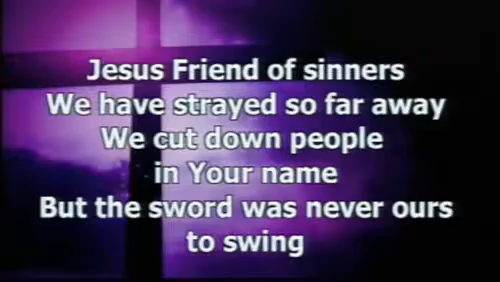 Jesus Friend of sinners
We have strayed so far away
We cut down people
in Your name
But the sword was never ours
to swing